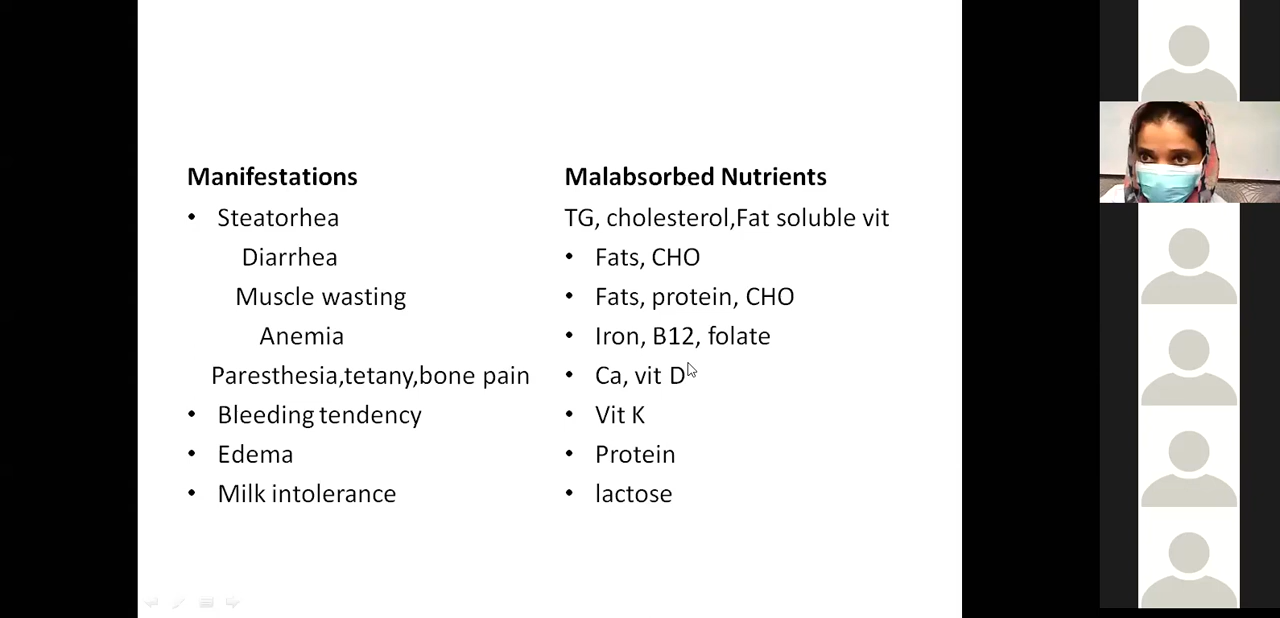 Manifestations Malabsorbed Nutrients
• Steatorhea TG, cholesterol,Fat soluble vit
Diarrhea • Fats, CHO
Muscle wasting • Fats, protein, CHO
Anemia • Iron, B12, folate
Paresthesia,tetany,bone pain • Ca, vit D
• Bleeding tendency • Vit K
• Edema • Protein
• Milk intolerance • lactose